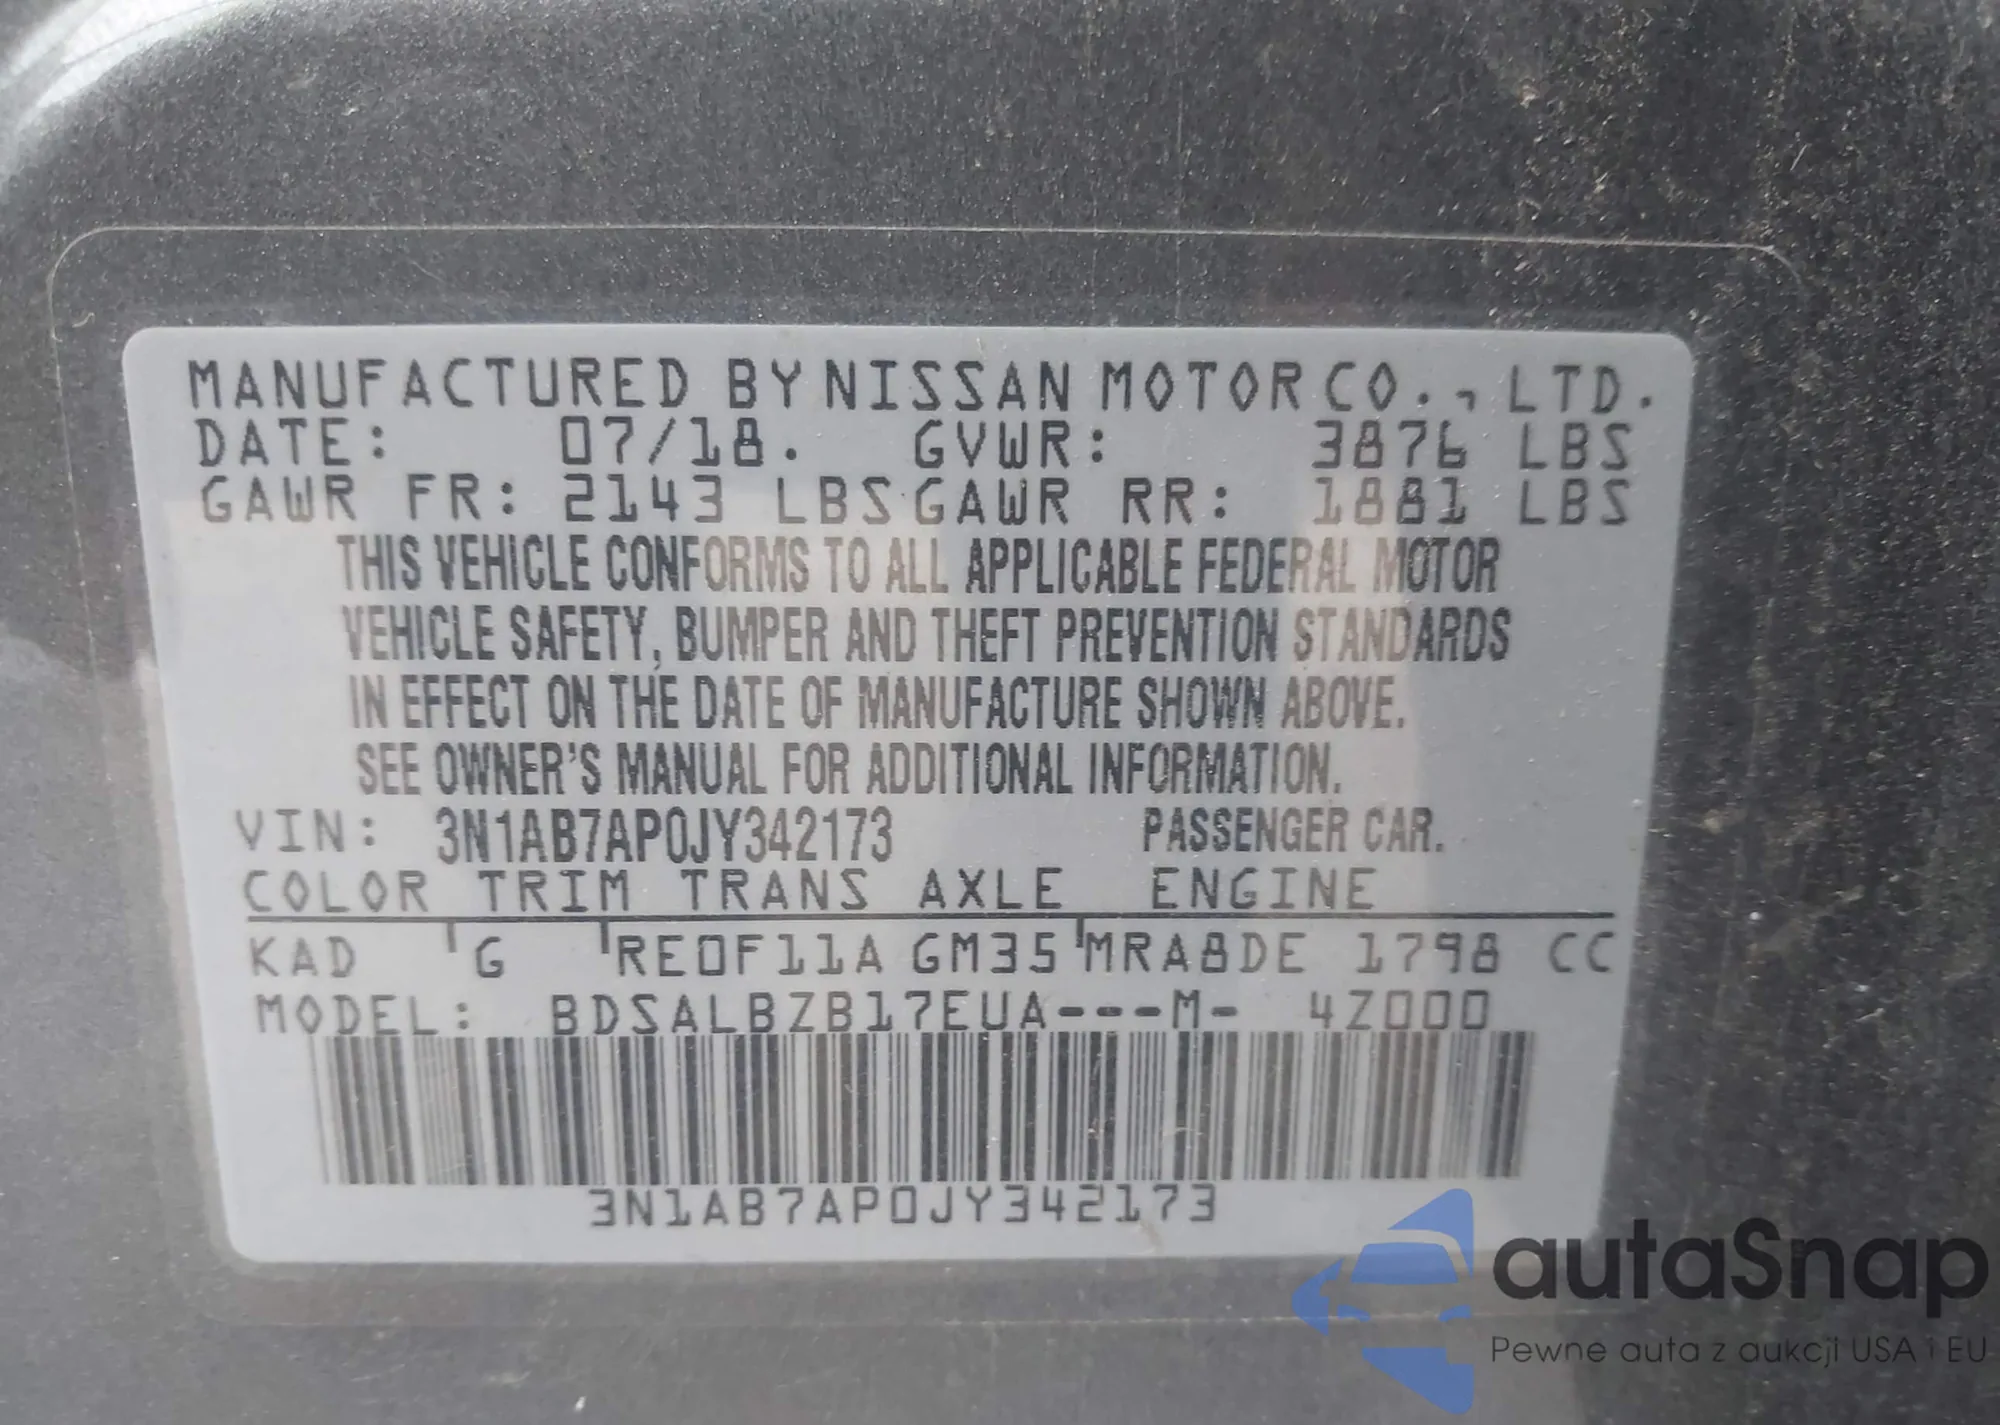 MANUFACTURED BY NISSAN MOTOR CO., LTD.
DATE: 07/18. GVWR: 3876 LBS
GAWR FR: 2143 LBS GAWR RR: 1881 LBS
THIS VEHICLE CONFORMS TO ALL APPLICABLE FEDERAL MOTOR
VEHICLE SAFETY, BUMPER AND THEFT PREVENTION STANDARDS
IN EFFECT ON THE DATE OF MANUFACTURE SHOWN ABOVE.
SEE OWNER'S MANUAL FOR ADDITIONAL INFORMATION.
VIN: 3N1AB7AP0JY342173 PASSENGER CAR.
COLOR TRIM TRANS AXLE ENGINE
KAD G RE0F11A GM35 MRA8DE 1798 CC
MODEL: BDSALBZB17EUA---M- 4Z000
3N1AB7AP0JY342173
autaSnap
Pewne auta z aukcji USA i EU